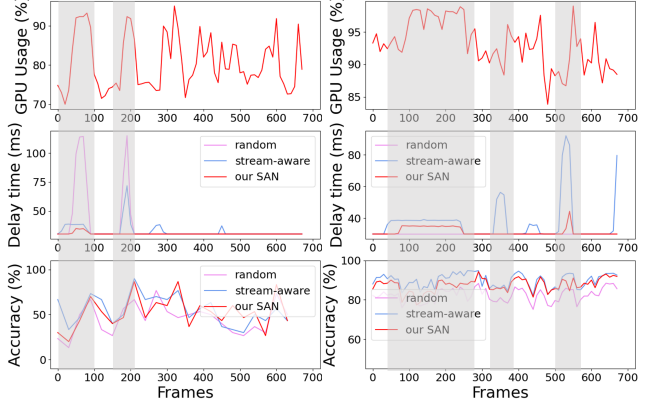 GPU Usage (%)
90
80
70
0 100 200 300 400 500 600 700
GPU Usage (%)
95
90
85
0 100 200 300 400 500 600 700
Delay time (ms)
100
75
50
random
stream-aware
our SAN
0 100 200 300 400 500 600 700
Delay time (ms)
80
60
40
random
stream-aware
our SAN
0 100 200 300 400 500 600 700
Accuracy (%)
100
50
0
random
stream-aware
our SAN
0 100 200 300 400 500 600 700
Frames
Accuracy (%)
100
80
60
random
stream-aware
our SAN
0 100 200 300 400 500 600 700
Frames